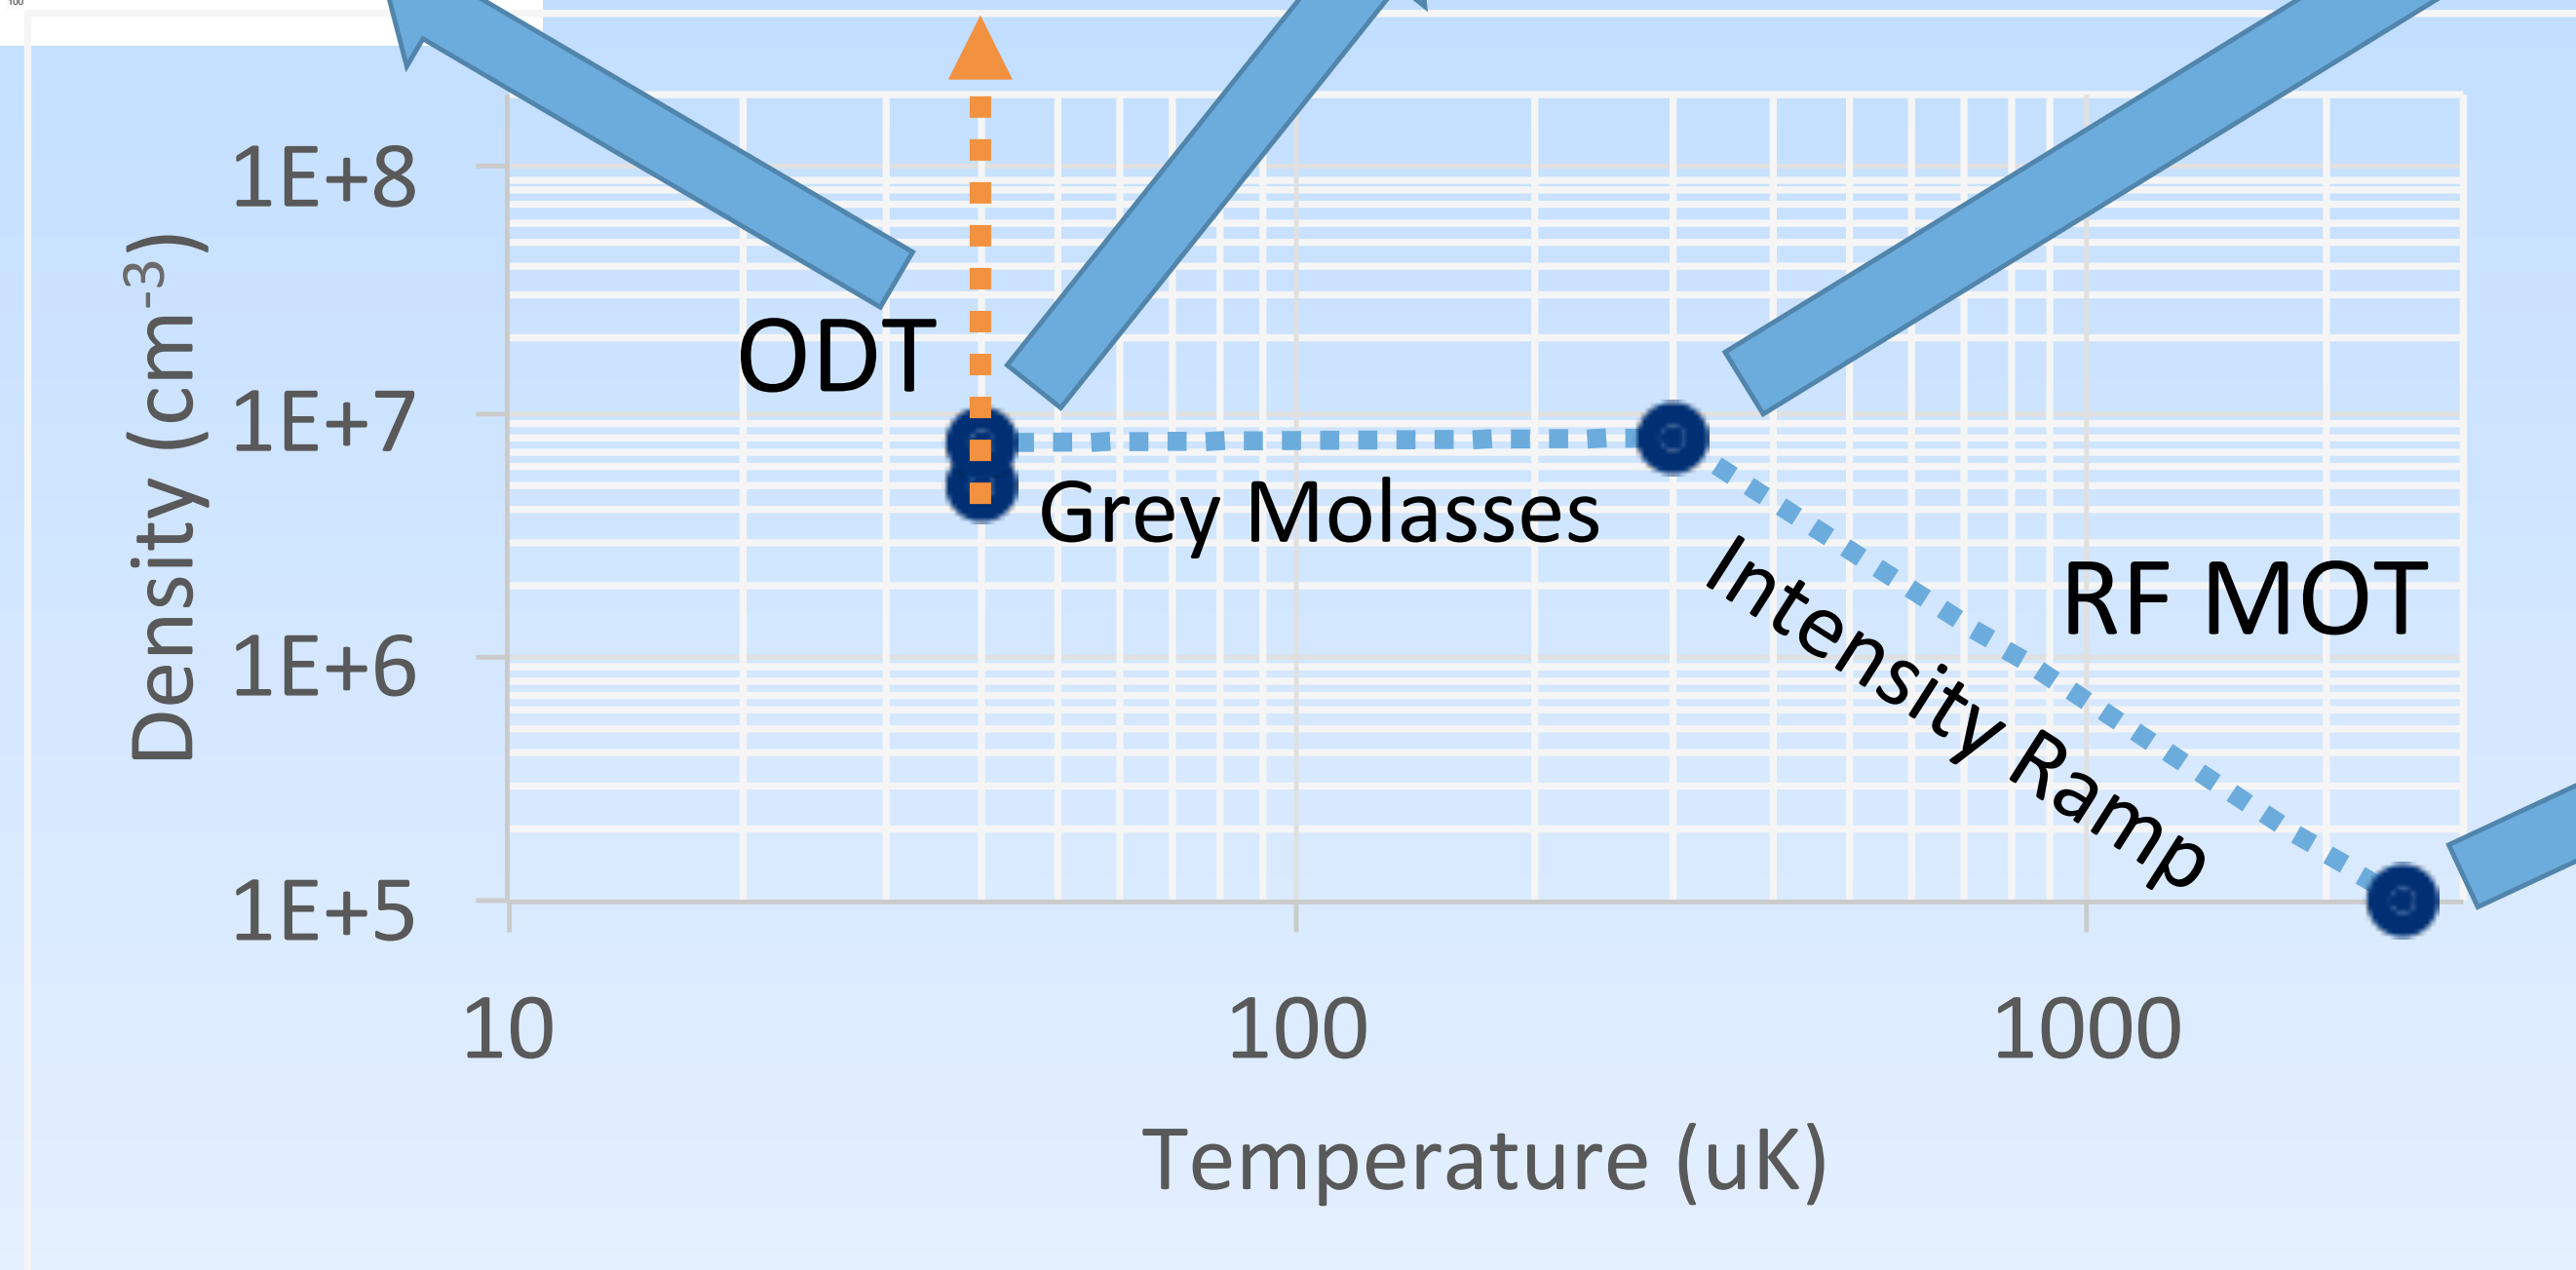 100
1E+8
1E+7
1E+6
1E+5
Density (cm⁻³)
ODT
Grey Molasses
Intensity Ramp
RF MOT
10
100
1000
Temperature (uK)